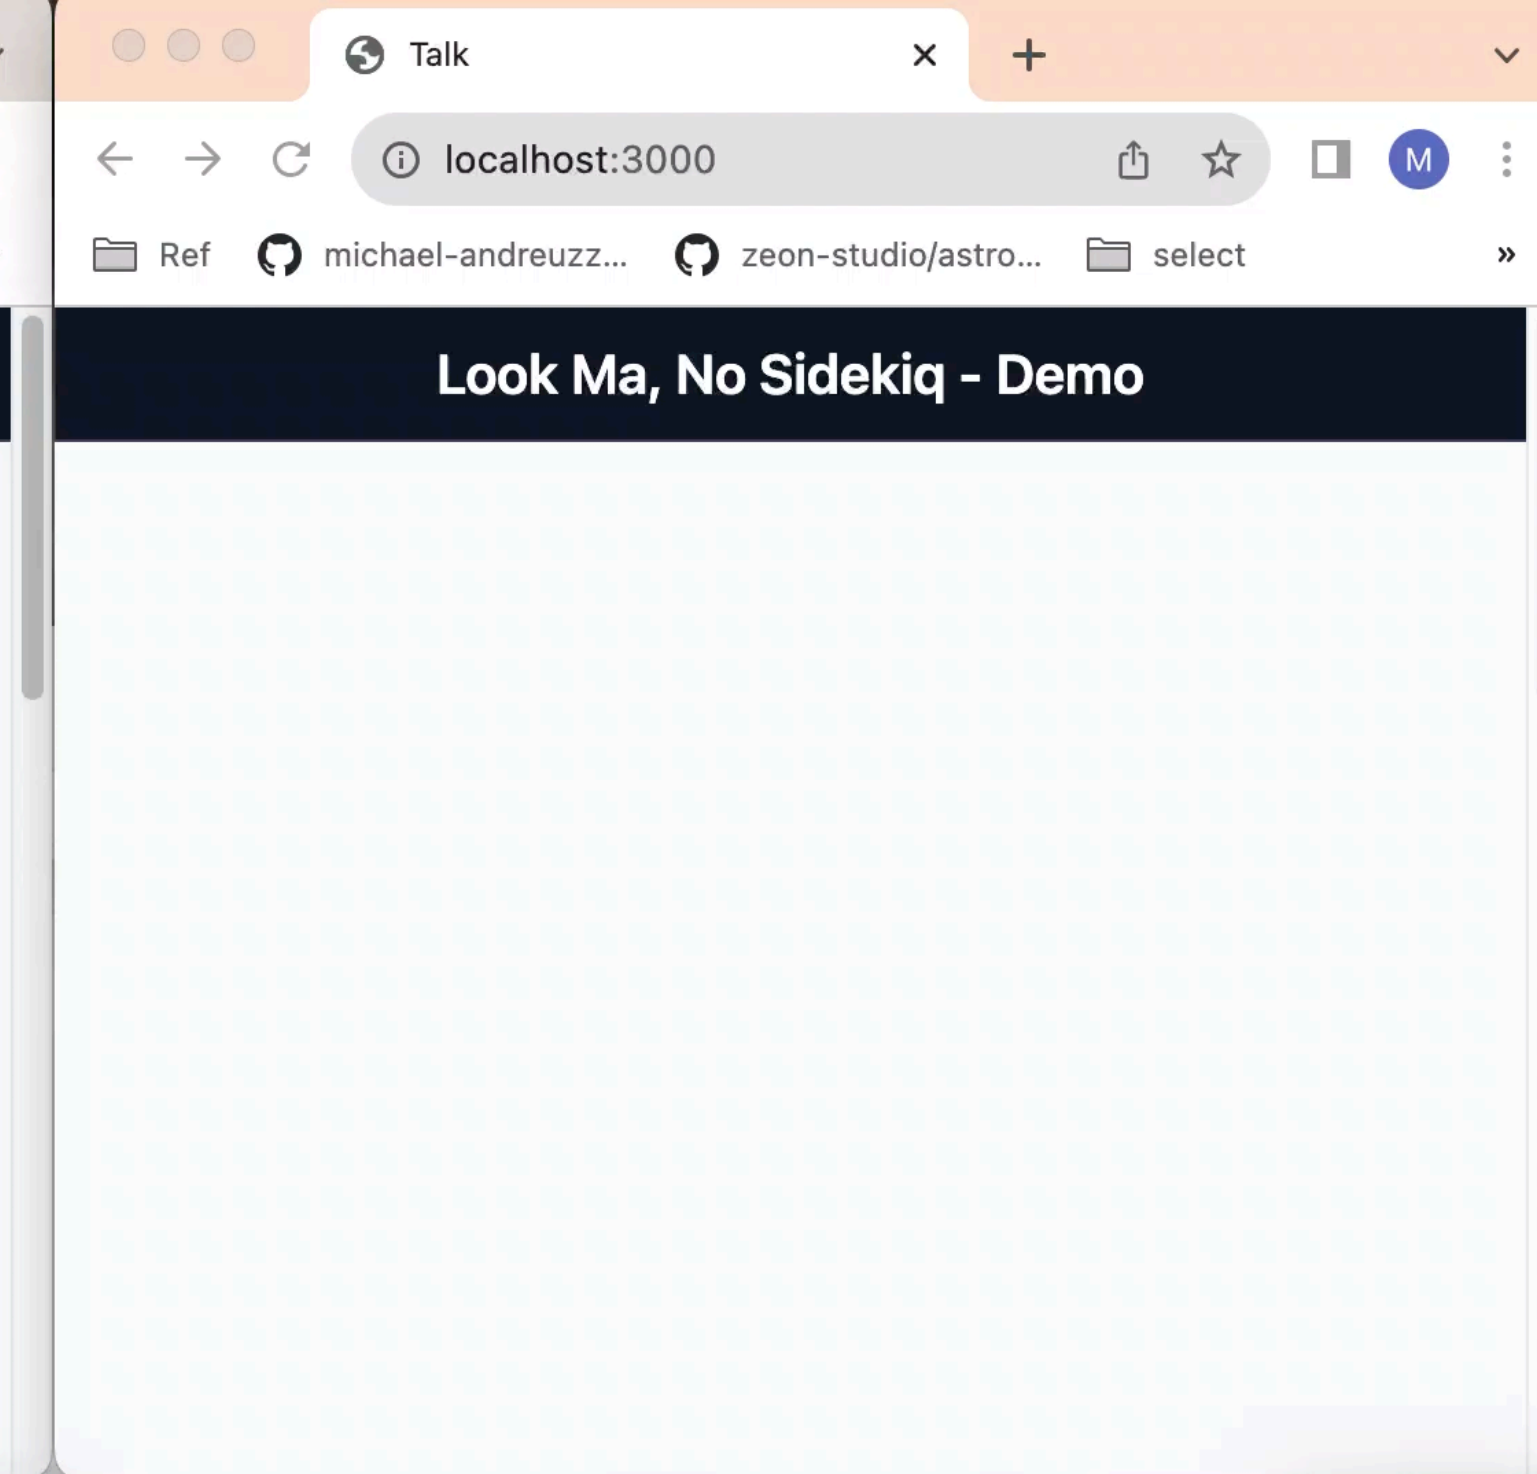 Talk
localhost:3000
M
Ref
michael-andreuzz...
zeon-studio/astro...
select
Look Ma, No Sidekiq - Demo